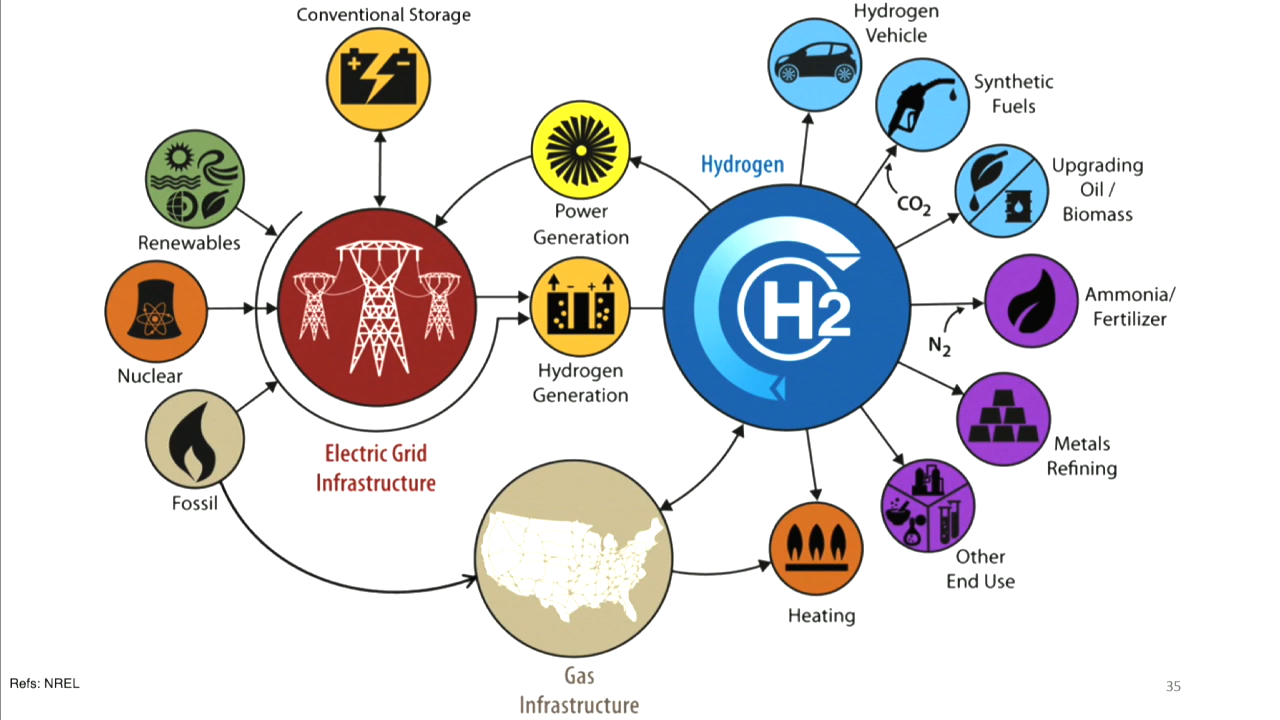 Conventional Storage
Hydrogen
Vehicle
Synthetic
Fuels
Hydrogen
Upgrading
Oil /
Biomass
CO2
Power
Generation
Renewables
H2
Ammonia/
Fertilizer
N2
Nuclear
Hydrogen
Generation
Electric Grid
Infrastructure
Metals
Refining
Fossil
Other
End Use
Heating
Gas
Infrastructure
Refs: NREL
35